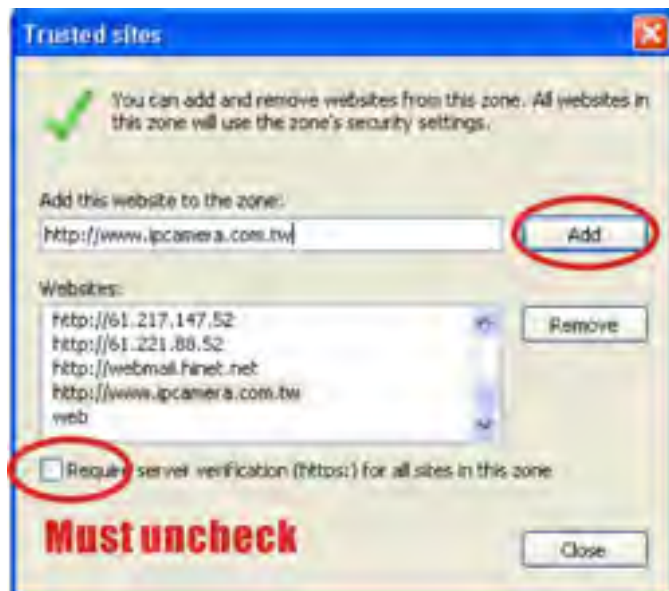 Trusted sites
You can add and remove websites from this zone. All websites in
this zone will use the zone's security settings.
Add this website to the zone:
http://www.ipcamera.com.tw
Add
Websites:
http://61.217.147.52
http://61.221.88.52
http://webmail.hinet.net
http://www.ipcamera.com.tw
web
Remove
Require server verification (https:) for all sites in this zone
Must uncheck
Close